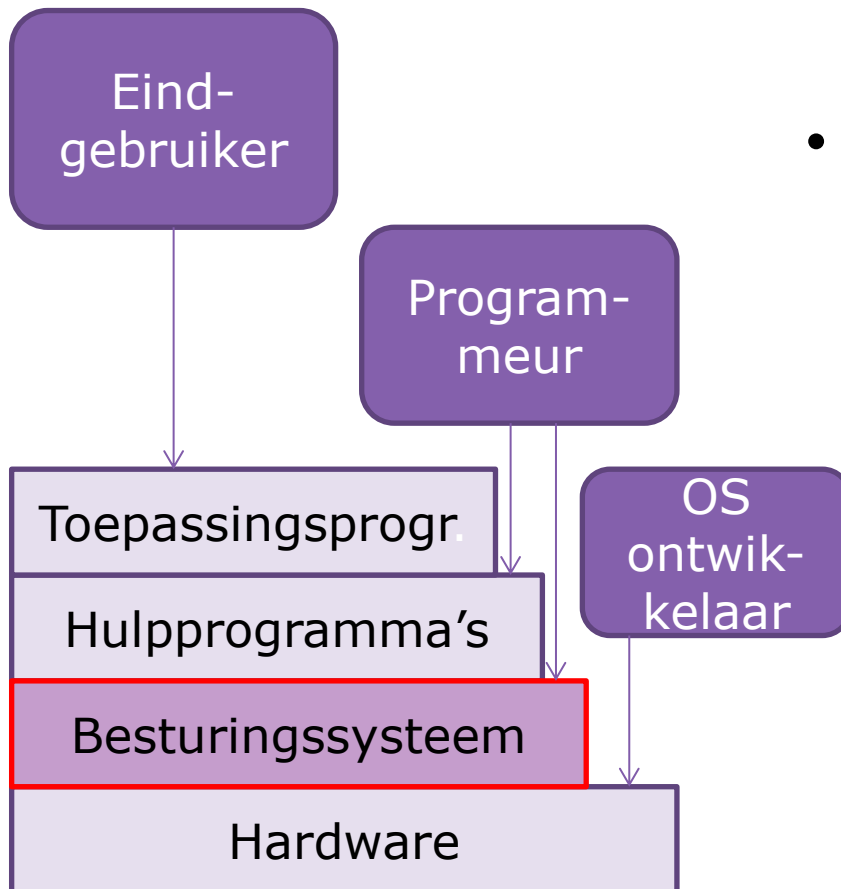 Eind-
gebruiker
•
Program-
meur
OS
ontwik-
kelaar
Toepassingsprogr.
Hulpprogramma’s
Besturingssysteem
Hardware